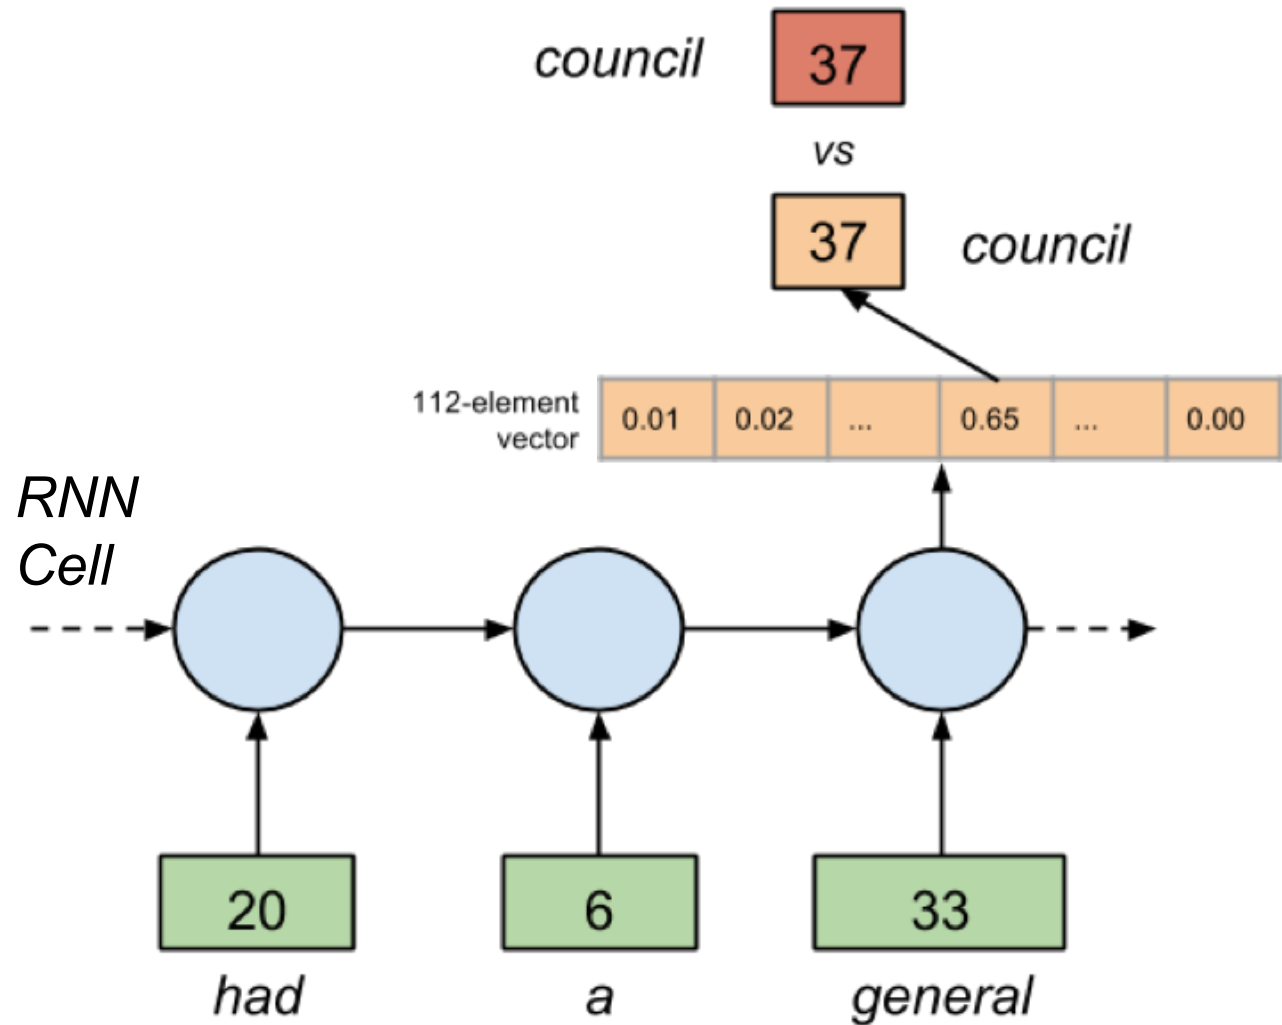 council 37
vs
37 council
112-element
vector
0.01 0.02 ... 0.65 ... 0.00
RNN
Cell
20 6 33
had a general